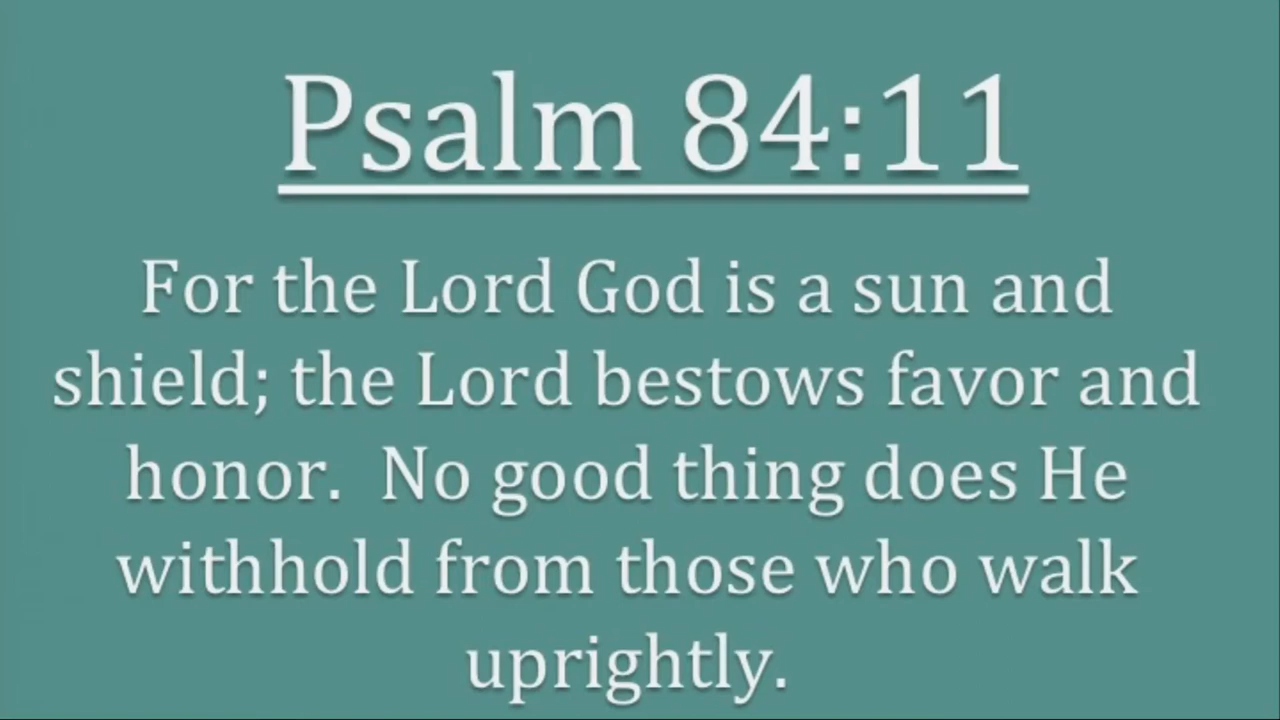 Psalm 84:11
For the Lord God is a sun and
shield; the Lord bestows favor and
honor.  No good thing does He
withhold from those who walk
uprightly.